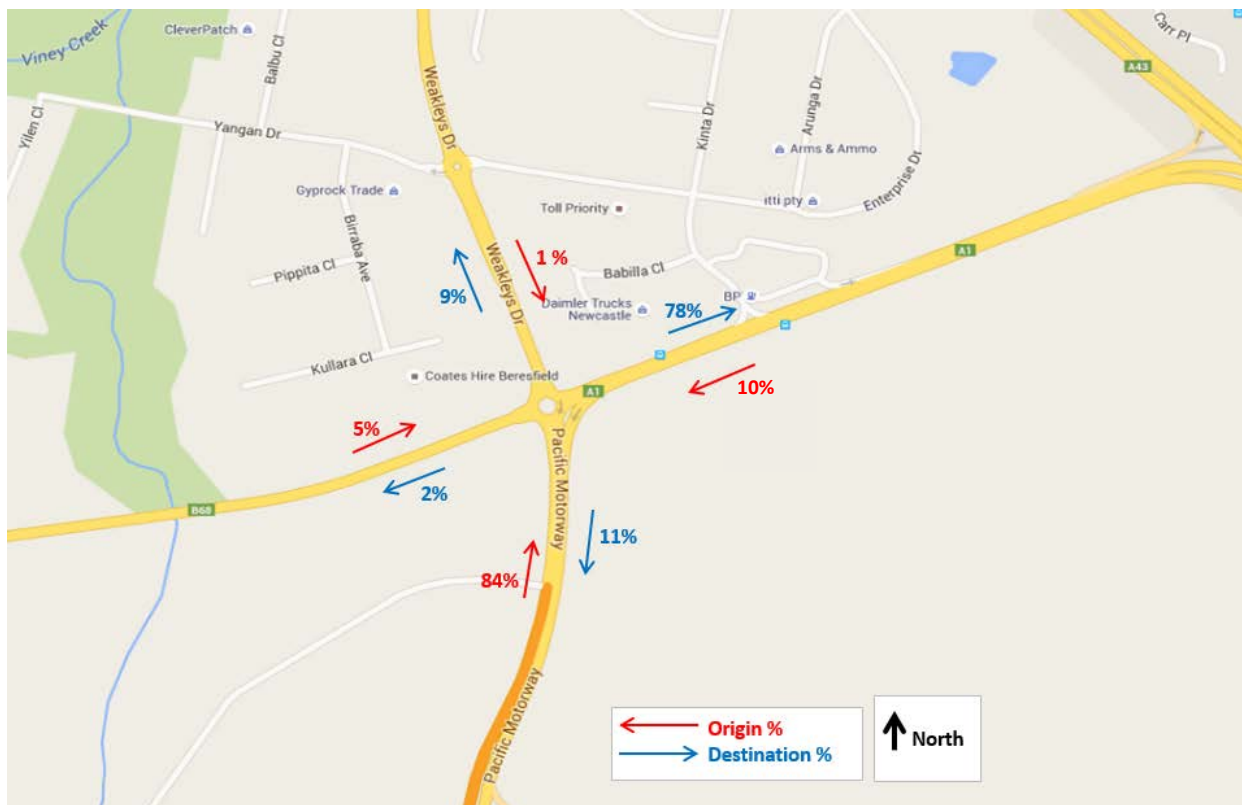 Viney Creek
CleverPatch
Balbu Cl
Weakleys Dr
Carr Pl
A43
Yilen Cl
Yangan Dr
Kinta Dr
Arunga Dr
Arms & Ammo
Gyprock Trade
Toll Priority
itti pty
Enterprise Dr
Birraba Ave
Weakleys Dr
1 %
Pippita Cl
Babilla Cl
A1
9%
Daimler Trucks
Newcastle
BP
78%
Kullara Cl
Coates Hire Beresfield
A1
10%
5%
Pacific Motorway
2%
B68
11%
84%
Pacific Motorway
Origin %
Destination %
North